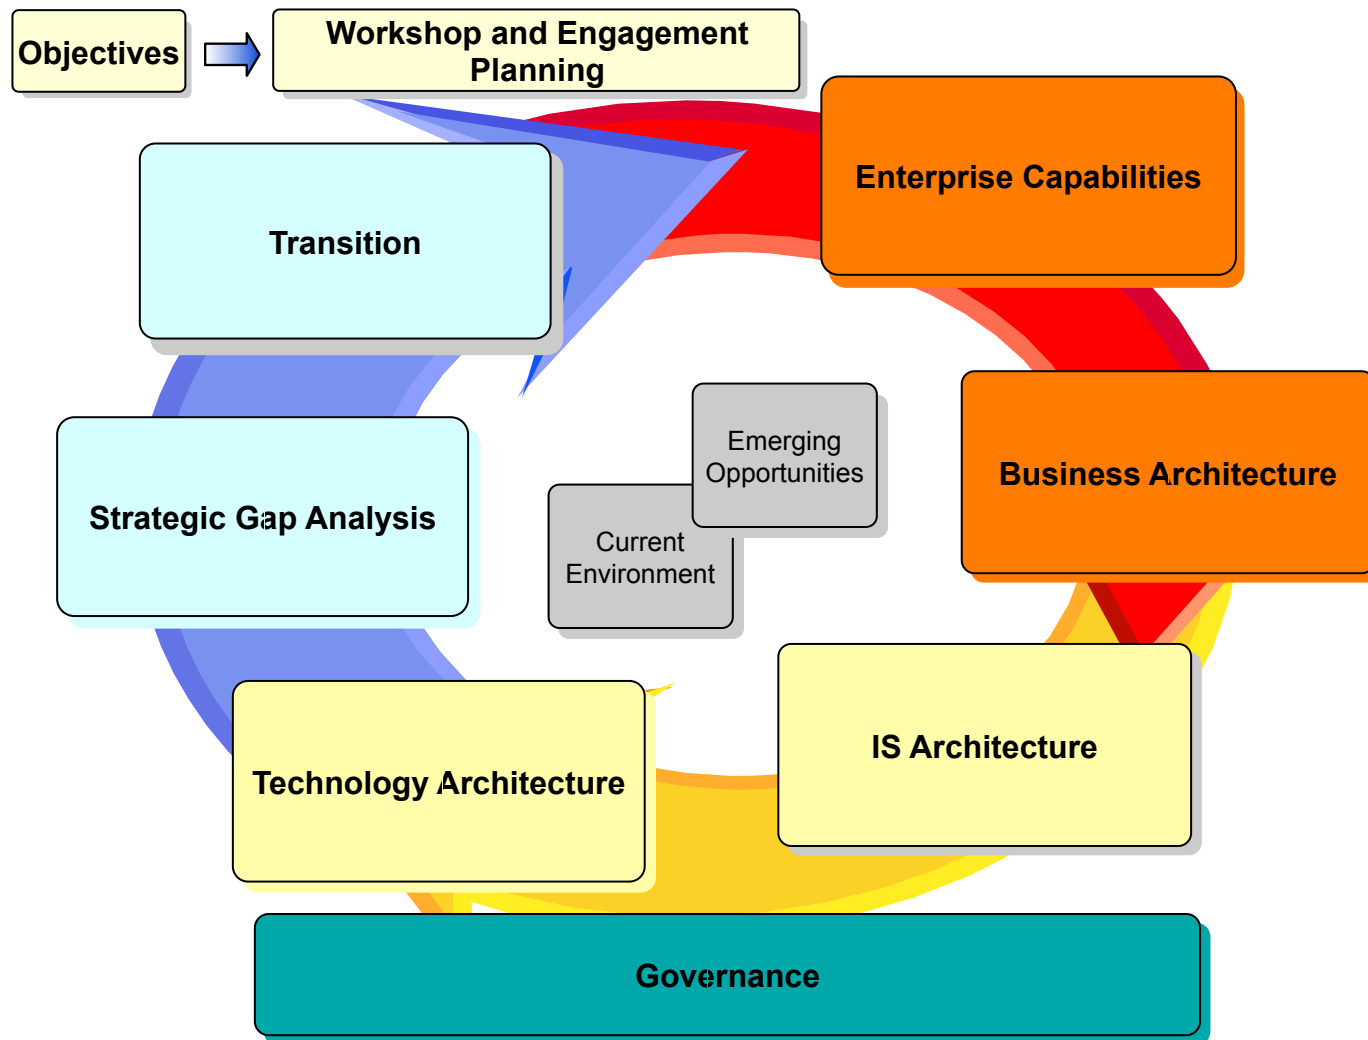 Objectives
Workshop and Engagement
Planning
Enterprise Capabilities
Transition
Emerging
Opportunities
Business Architecture
Strategic Gap Analysis
Current
Environment
IS Architecture
Technology Architecture
Governance